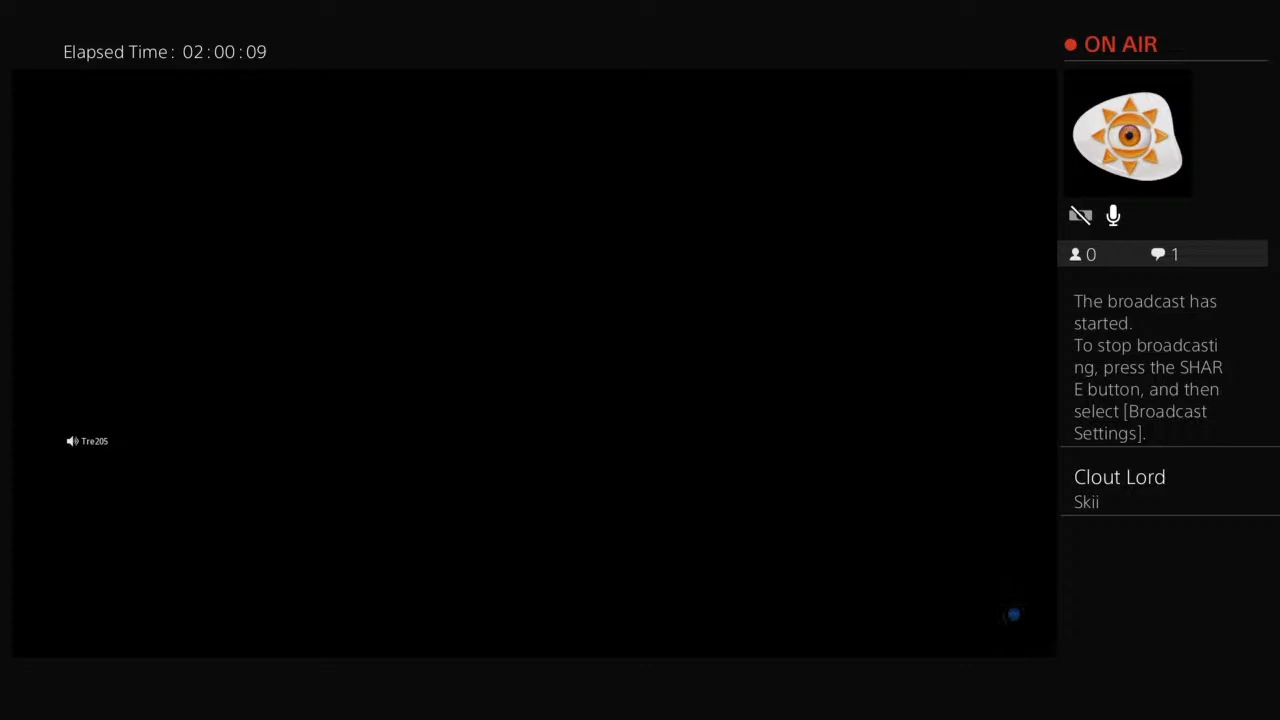 Elapsed Time: 02:00:09
ON AIR
0 1
The broadcast has
started.
To stop broadcasti
ng, press the SHAR
E button, and then
select [Broadcast
Settings].
Tre205
Clout Lord
Skii